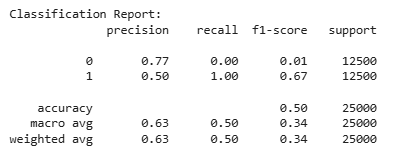 Classification Report:
precision recall f1-score support
0 0.77 0.00 0.01 12500
1 0.50 1.00 0.67 12500
accuracy 0.50 25000
macro avg 0.63 0.50 0.34 25000
weighted avg 0.63 0.50 0.34 25000